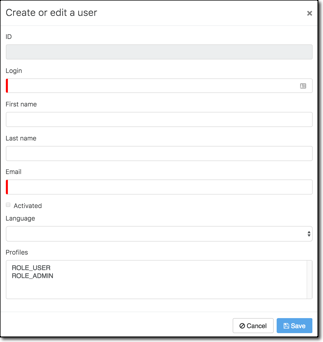 Create or edit a user
ID
Login
First name
Last name
Email
Activated
Language
Profiles
ROLE_USER
ROLE_ADMIN
Cancel
Save